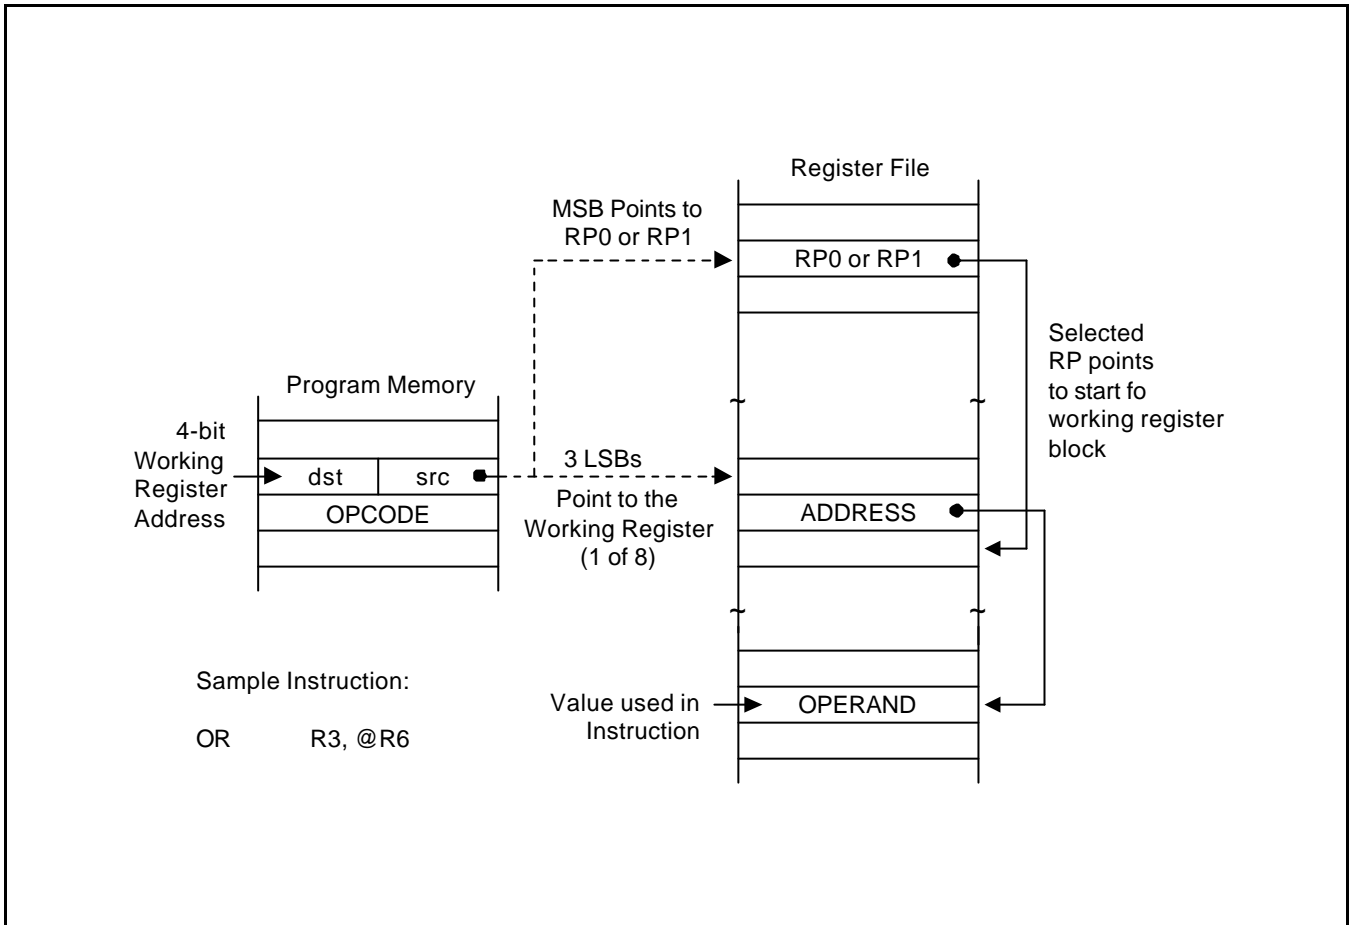 Register File
MSB Points to
RP0 or RP1
RP0 or RP1
Selected
RP points
to start fo
working register
block
Program Memory
4-bit
Working
Register
Address
dst
src
OPCODE
3 LSBs
Point to the
Working Register
(1 of 8)
ADDRESS
~
~
~
~
Sample Instruction:
OR R3, @R6
Value used in
Instruction
OPERAND